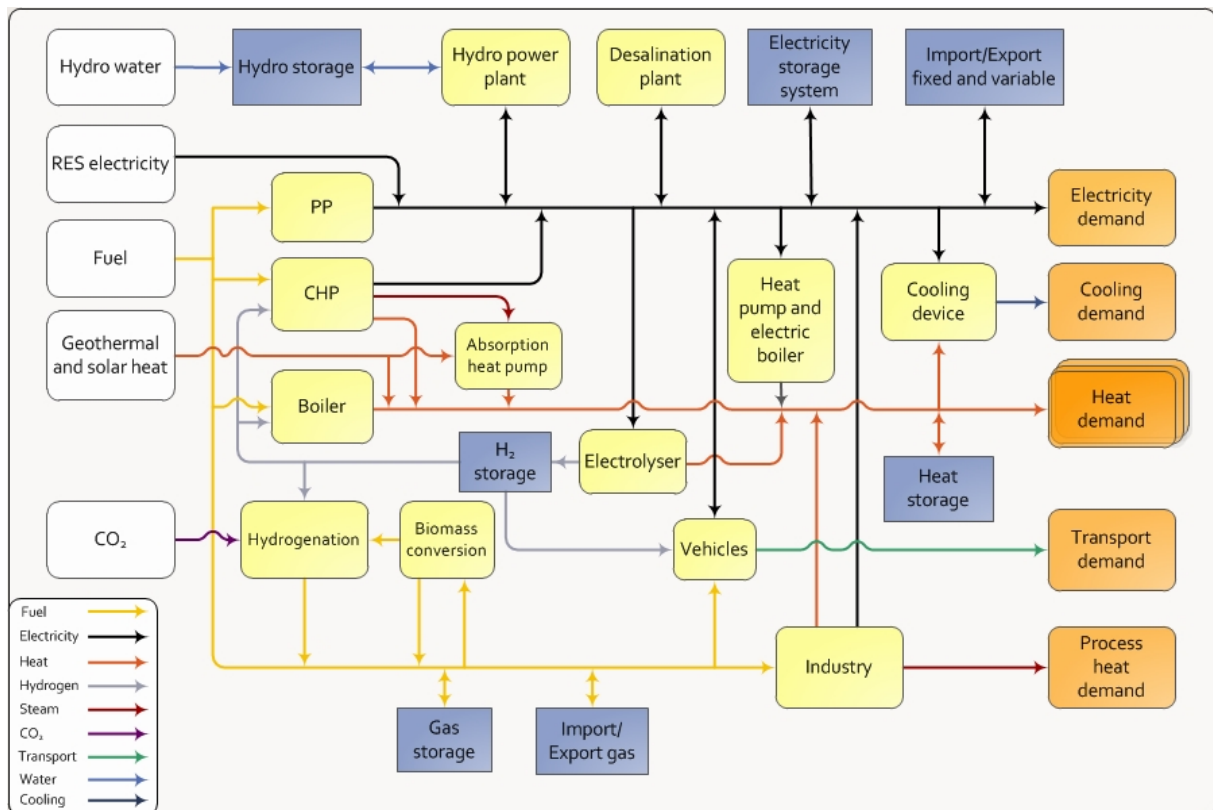 Hydro water
Hydro storage
Hydro power
plant
Desalination
plant
Electricity
storage
system
Import/Export
fixed and variable
RES electricity
PP
Electricity
demand
Fuel
CHP
Heat
pump and
electric
boiler
Cooling
device
Cooling
demand
Geothermal
and solar heat
Absorption
heat pump
Boiler
Heat
demand
H₂
storage
Electrolyser
Heat
storage
CO₂
Hydrogenation
Biomass
conversion
Vehicles
Transport
demand
Industry
Process
heat
demand
Gas
storage
Import/
Export gas
Fuel
Electricity
Heat
Hydrogen
Steam
CO₂
Transport
Water
Cooling